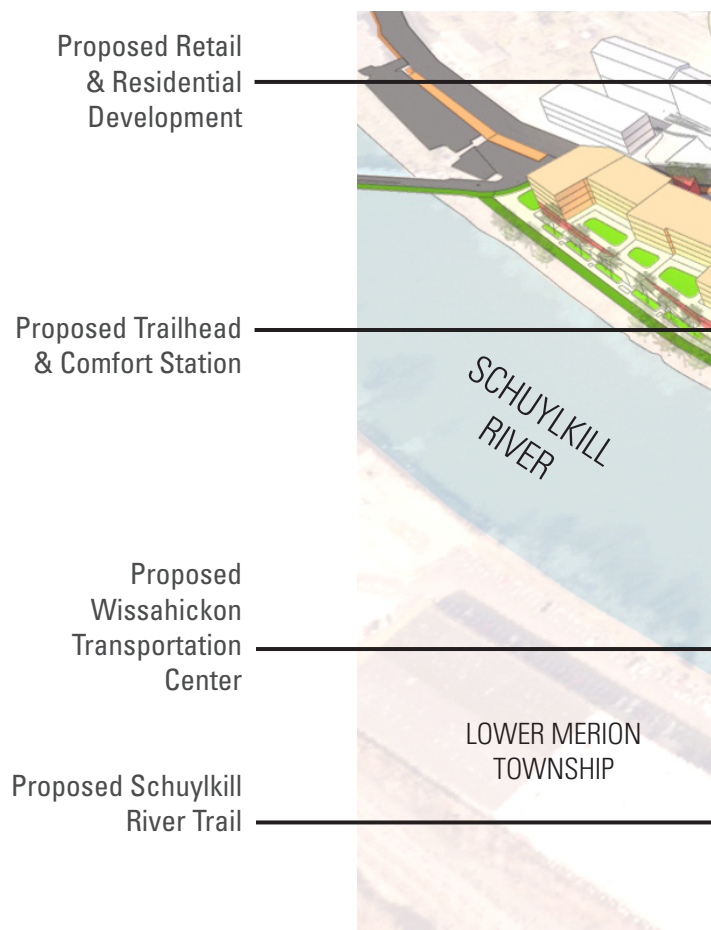 Proposed Retail
& Residential
Development
Proposed Trailhead
& Comfort Station
SCHUYLKILL
RIVER
Proposed
Wissahickon
Transportation
Center
LOWER MERION
TOWNSHIP
Proposed Schuylkill
River Trail